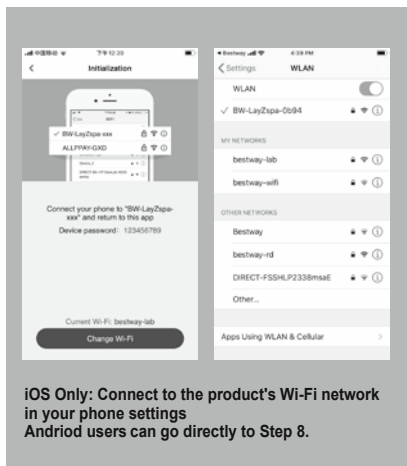 中国移动
下午12:20
Initialization
BW-LayZspa-xxx
ALLPPAY-GXD
Connect your phone to "BW-LayZspa-
xxx" and return to this app
Device password: 123456789
Current Wi-Fi: bestway-lab
Change Wi-Fi
Bestway
4:39 PM
Settings
WLAN
WLAN
BW-LayZspa-0b94
MY NETWORKS
bestway-lab
bestway-wifi
OTHER NETWORKS
Bestway
bestway-rd
DIRECT-FSSHLP2338msaE
Other...
Apps Using WLAN & Cellular
iOS Only: Connect to the product's Wi-Fi network
in your phone settings
Andriod users can go directly to Step 8.